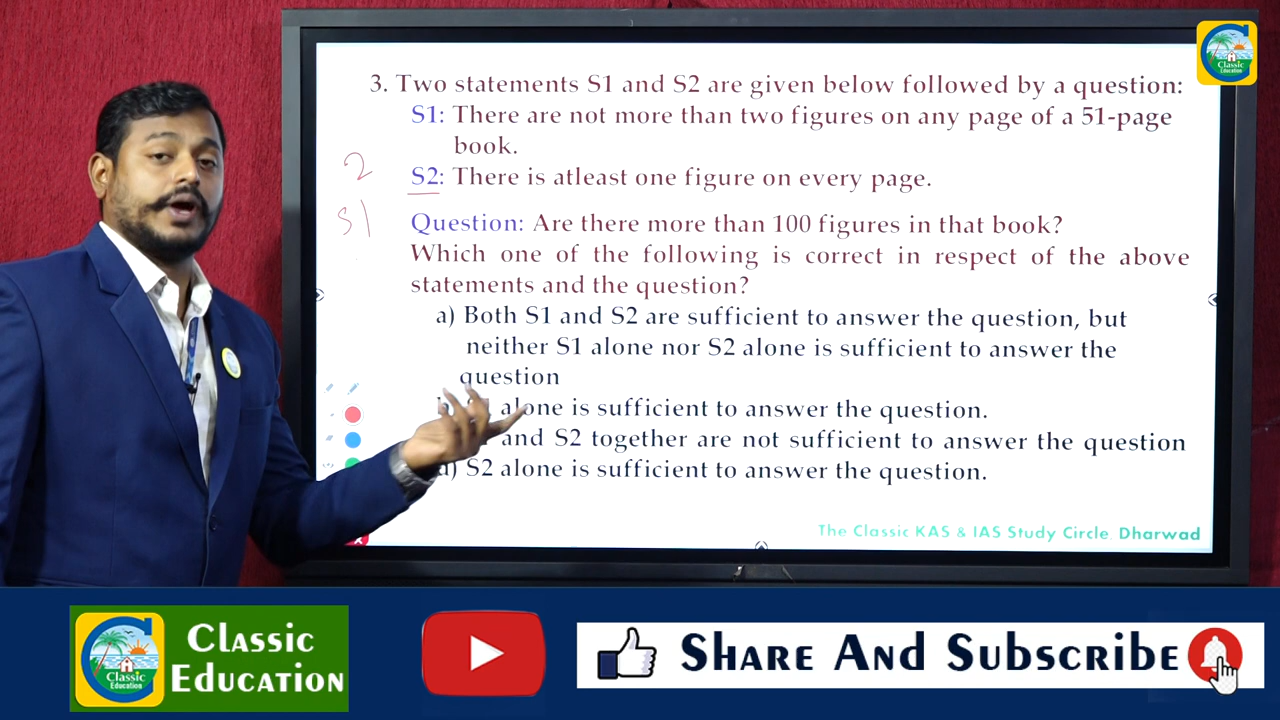 3. Two statements S1 and S2 are given below followed by a question:
S1: There are not more than two figures on any page of a 51-page
book.
2
S2: There is atleast one figure on every page.
51
Question: Are there more than 100 figures in that book?
Which one of the following is correct in respect of the above
statements and the question?
a) Both S1 and S2 are sufficient to answer the question, but
neither S1 alone nor S2 alone is sufficient to answer the
question
alone is sufficient to answer the question.
and S2 together are not sufficient to answer the question
S2 alone is sufficient to answer the question.
The Classic KAS & IAS Study Circle, Dharwad
Classic
Education
Classic
Education
Classic
Education
Share And Subscribe